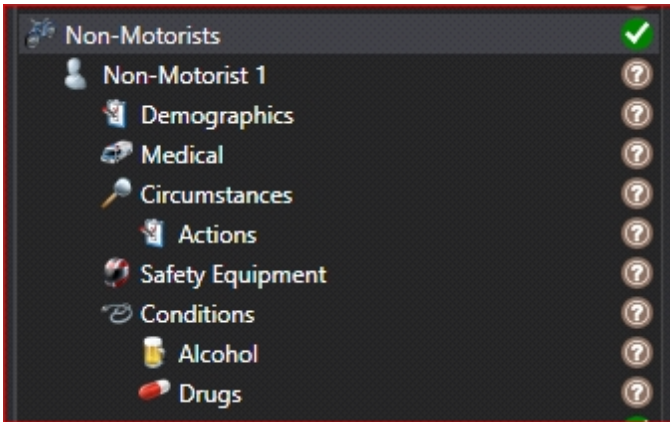 Non-Motorists
Non-Motorist 1
Demographics
Medical
Circumstances
Actions
Safety Equipment
Conditions
Alcohol
Drugs